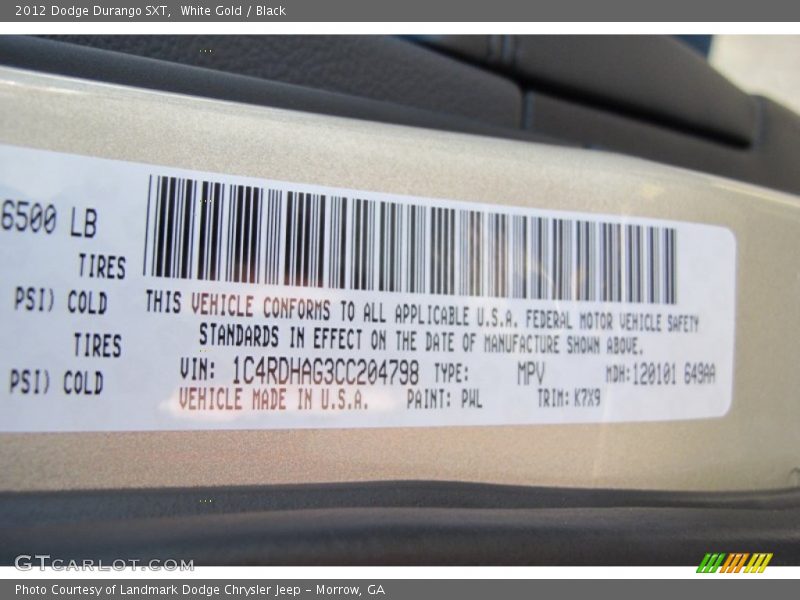 2012 Dodge Durango SXT, White Gold / Black
6500 LB
TIRES
PSI) COLD
TIRES
PSI) COLD
THIS VEHICLE CONFORMS TO ALL APPLICABLE U.S.A. FEDERAL MOTOR VEHICLE SAFETY
STANDARDS IN EFFECT ON THE DATE OF MANUFACTURE SHOWN ABOVE.
VIN: 1C4RDHAG3CC204798 TYPE: MPV MDH:120101 649AA
VEHICLE MADE IN U.S.A. PAINT: PWL TRIM: K7X9
GTCARLOT.COM
Photo Courtesy of Landmark Dodge Chrysler Jeep – Morrow, GA